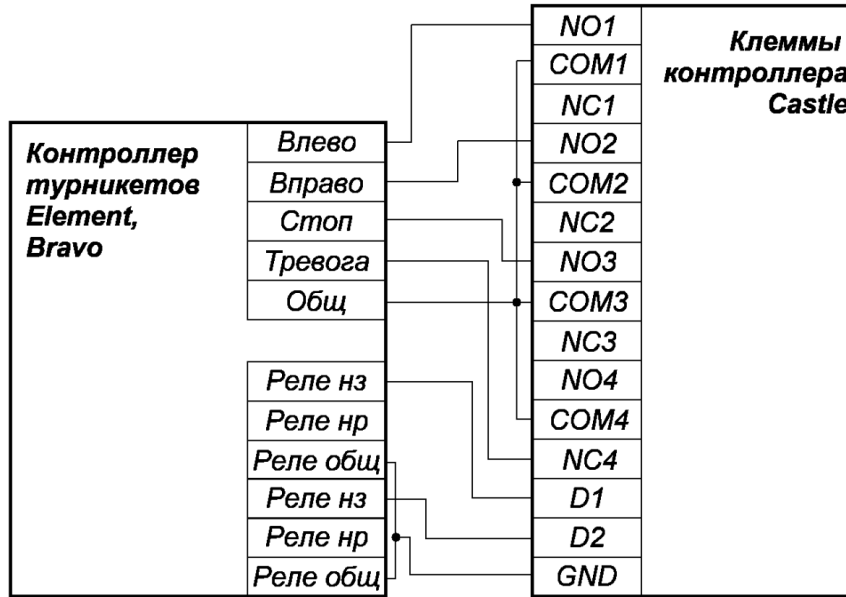 Контроллер
турникетов
Element,
Bravo
Влево
Вправо
Стоп
Тревога
Общ
Реле нз
Реле нр
Реле общ
Реле нз
Реле нр
Реле общ
NO1
COM1
NC1
NO2
COM2
NC2
NO3
COM3
NC3
NO4
COM4
NC4
D1
D2
GND
Клеммы
контроллера
Castle